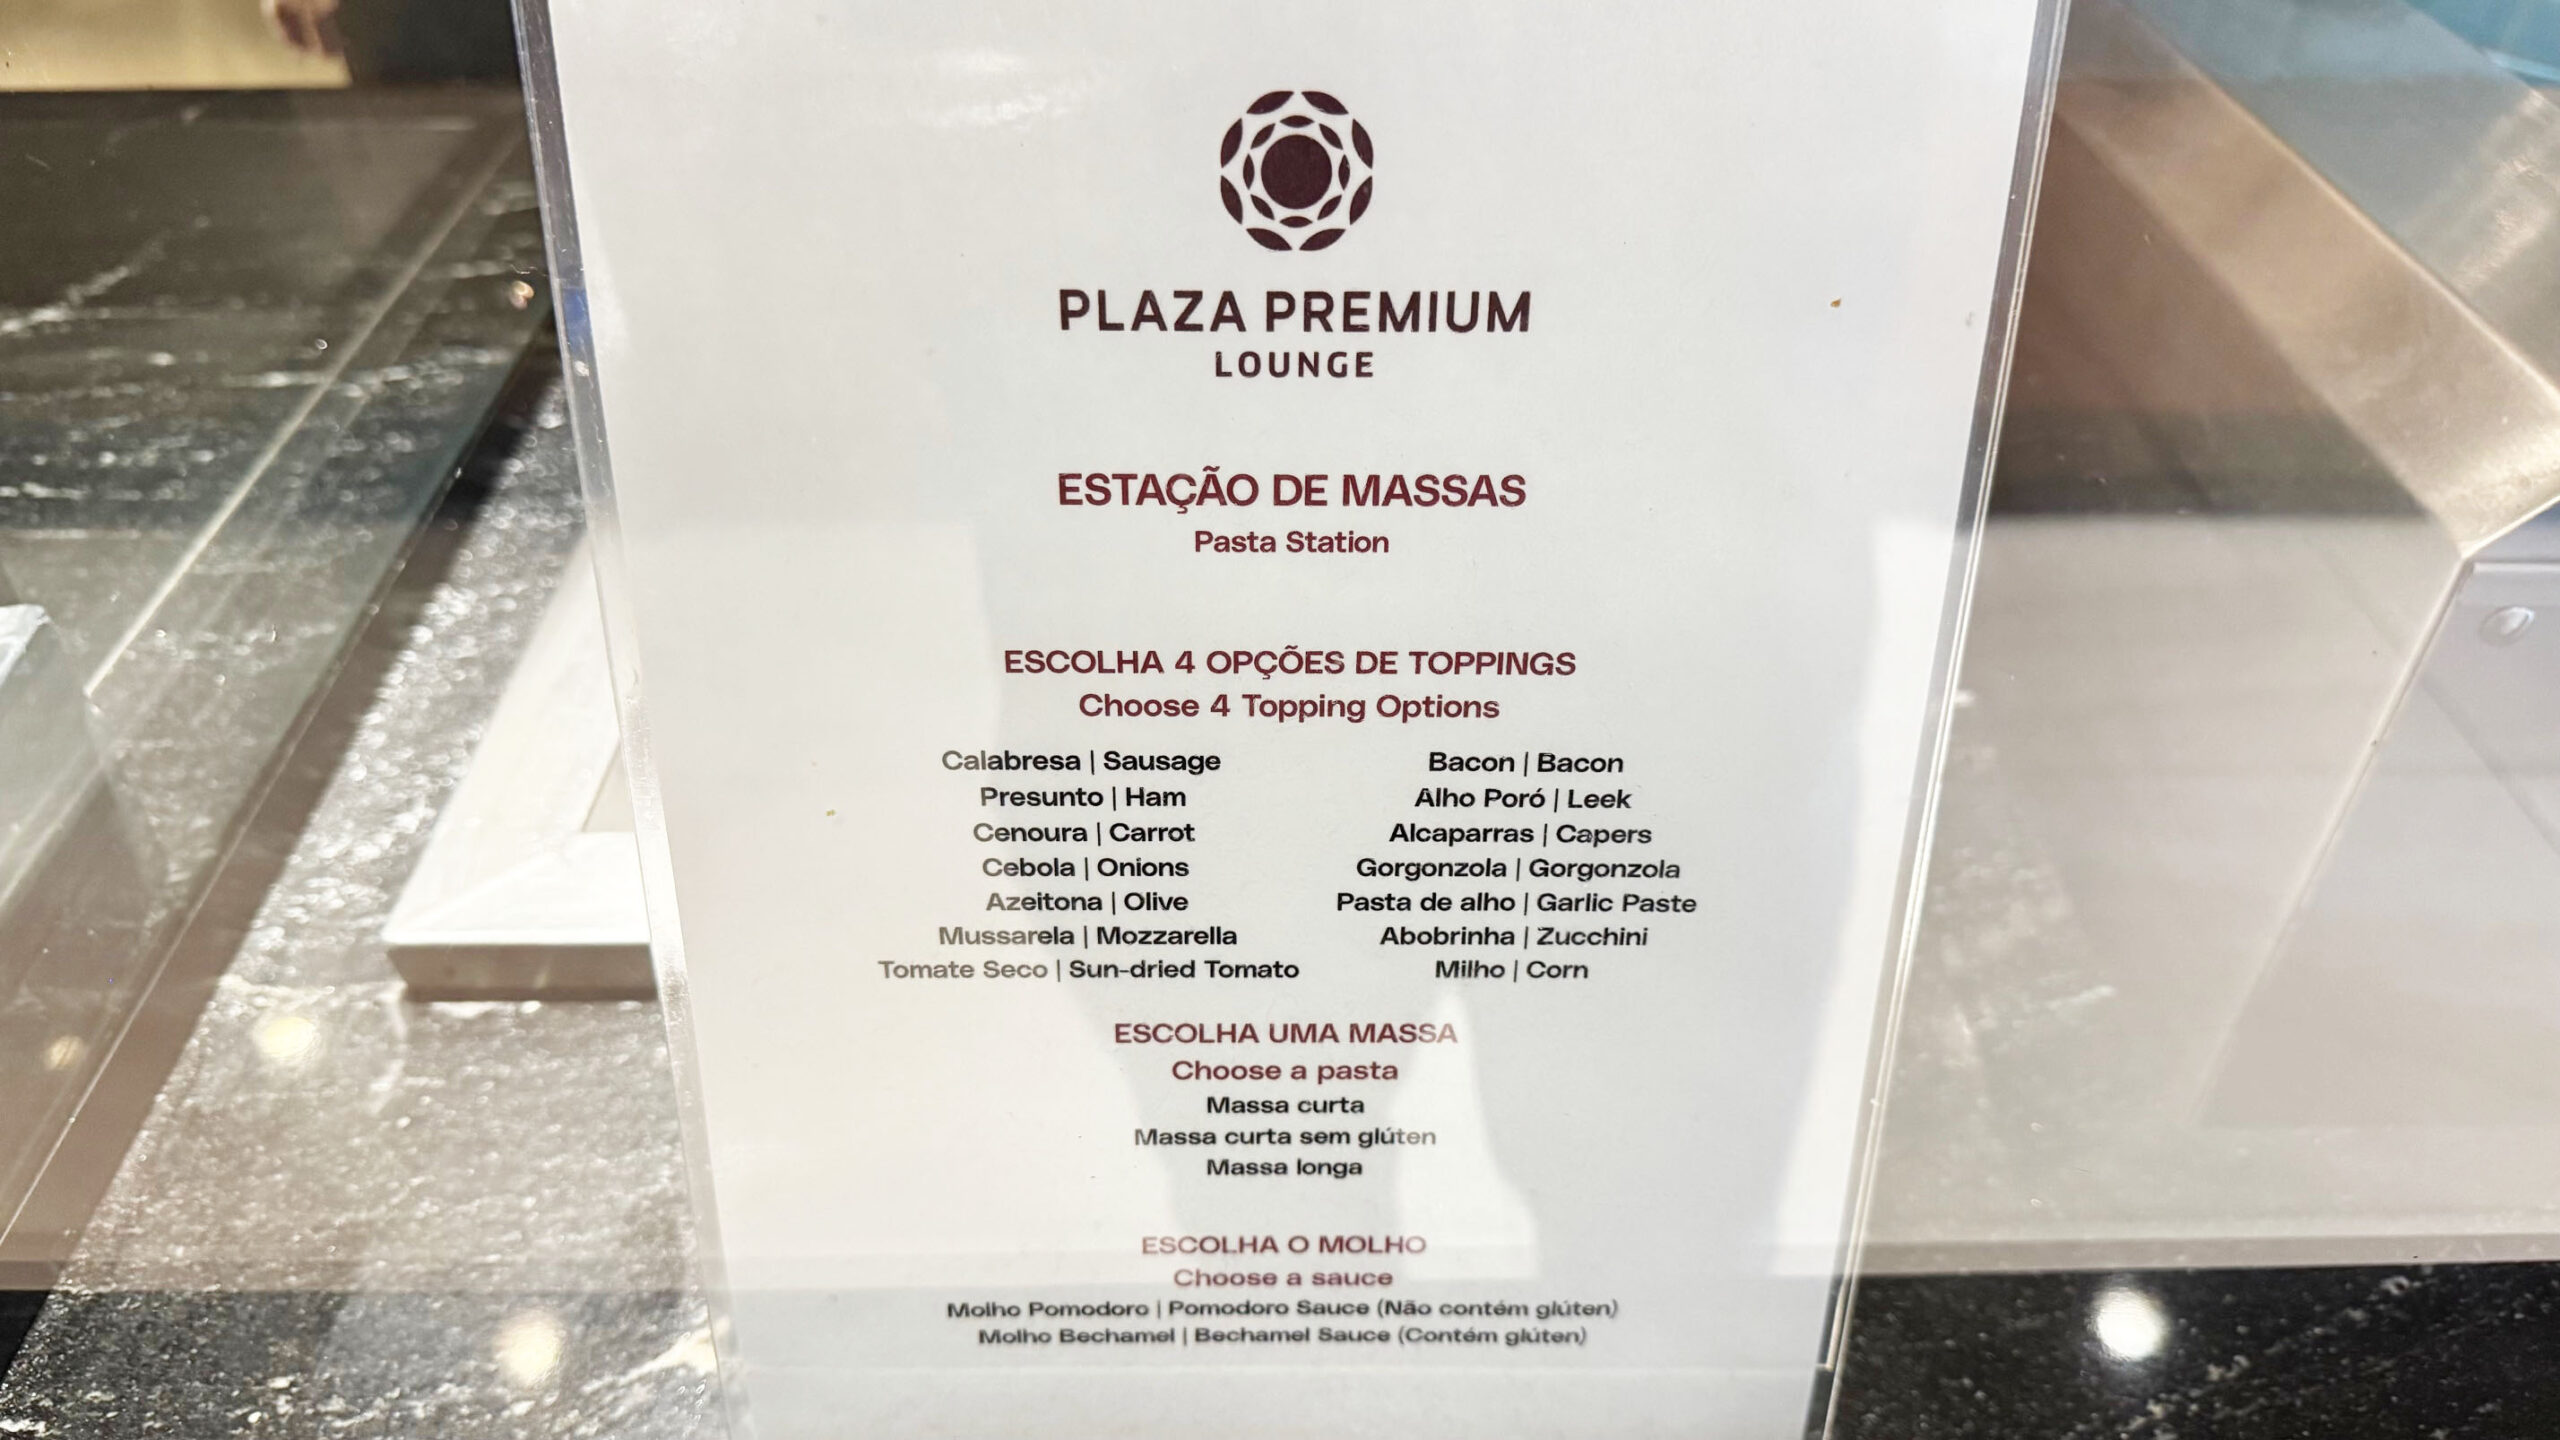 PLAZA PREMIUM
LOUNGE
ESTAÇÃO DE MASSAS
Pasta Station
ESCOLHA 4 OPÇÕES DE TOPPINGS
Choose 4 Topping Options
Calabresa | Sausage
Presunto | Ham
Cenoura | Carrot
Cebola | Onions
Azeitona | Olive
Mussarela | Mozzarella
Tomate Seco | Sun-dried Tomato
Bacon | Bacon
Alho Poró | Leek
Alcaparras | Capers
Gorgonzola | Gorgonzola
Pasta de alho | Garlic Paste
Abobrinha | Zucchini
Milho | Corn
ESCOLHA UMA MASSA
Choose a pasta
Massa curta
Massa curta sem glúten
Massa longa
ESCOLHA O MOLHO
Choose a sauce
Molho Pomodoro | Pomodoro Sauce (Não contém glúten)
Molho Bechamel | Bechamel Sauce (Contém glúten)